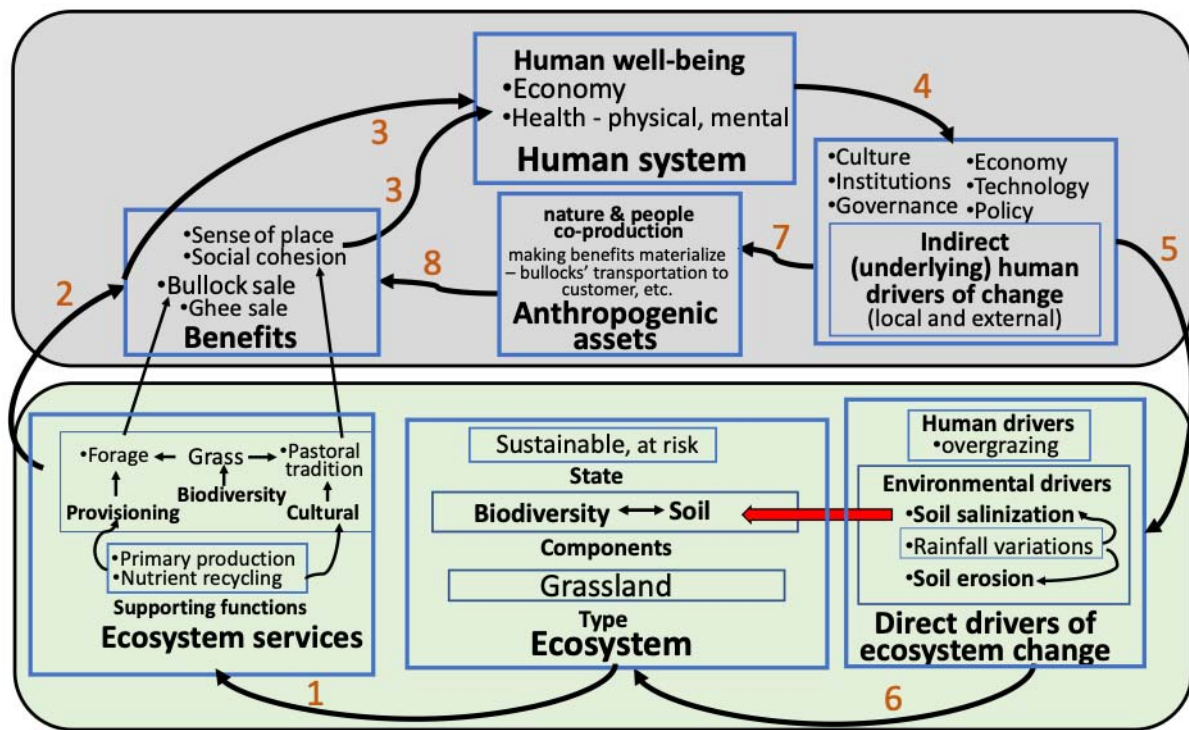 Human well-being
•Economy
•Health - physical, mental
Human system
4
3
3
•Culture
•Institutions
•Governance
•Economy
•Technology
•Policy
Indirect
(underlying) human
drivers of change
(local and external)
5
7
nature & people
co-production
making benefits materialize
– bullocks' transportation to
customer, etc.
Anthropogenic
assets
8
•Sense of place
•Social cohesion
•Bullock sale
•Ghee sale
Benefits
2
•Forage
Grass
•Pastoral
tradition
Biodiversity
Provisioning
Cultural
•Primary production
•Nutrient recycling
Supporting functions
Ecosystem services
1
Sustainable, at risk
State
Biodiversity
Soil
Components
Grassland
Type
Ecosystem
Human drivers
•overgrazing
Environmental drivers
•Soil salinization
•Rainfall variations
•Soil erosion
Direct drivers of
ecosystem change
6